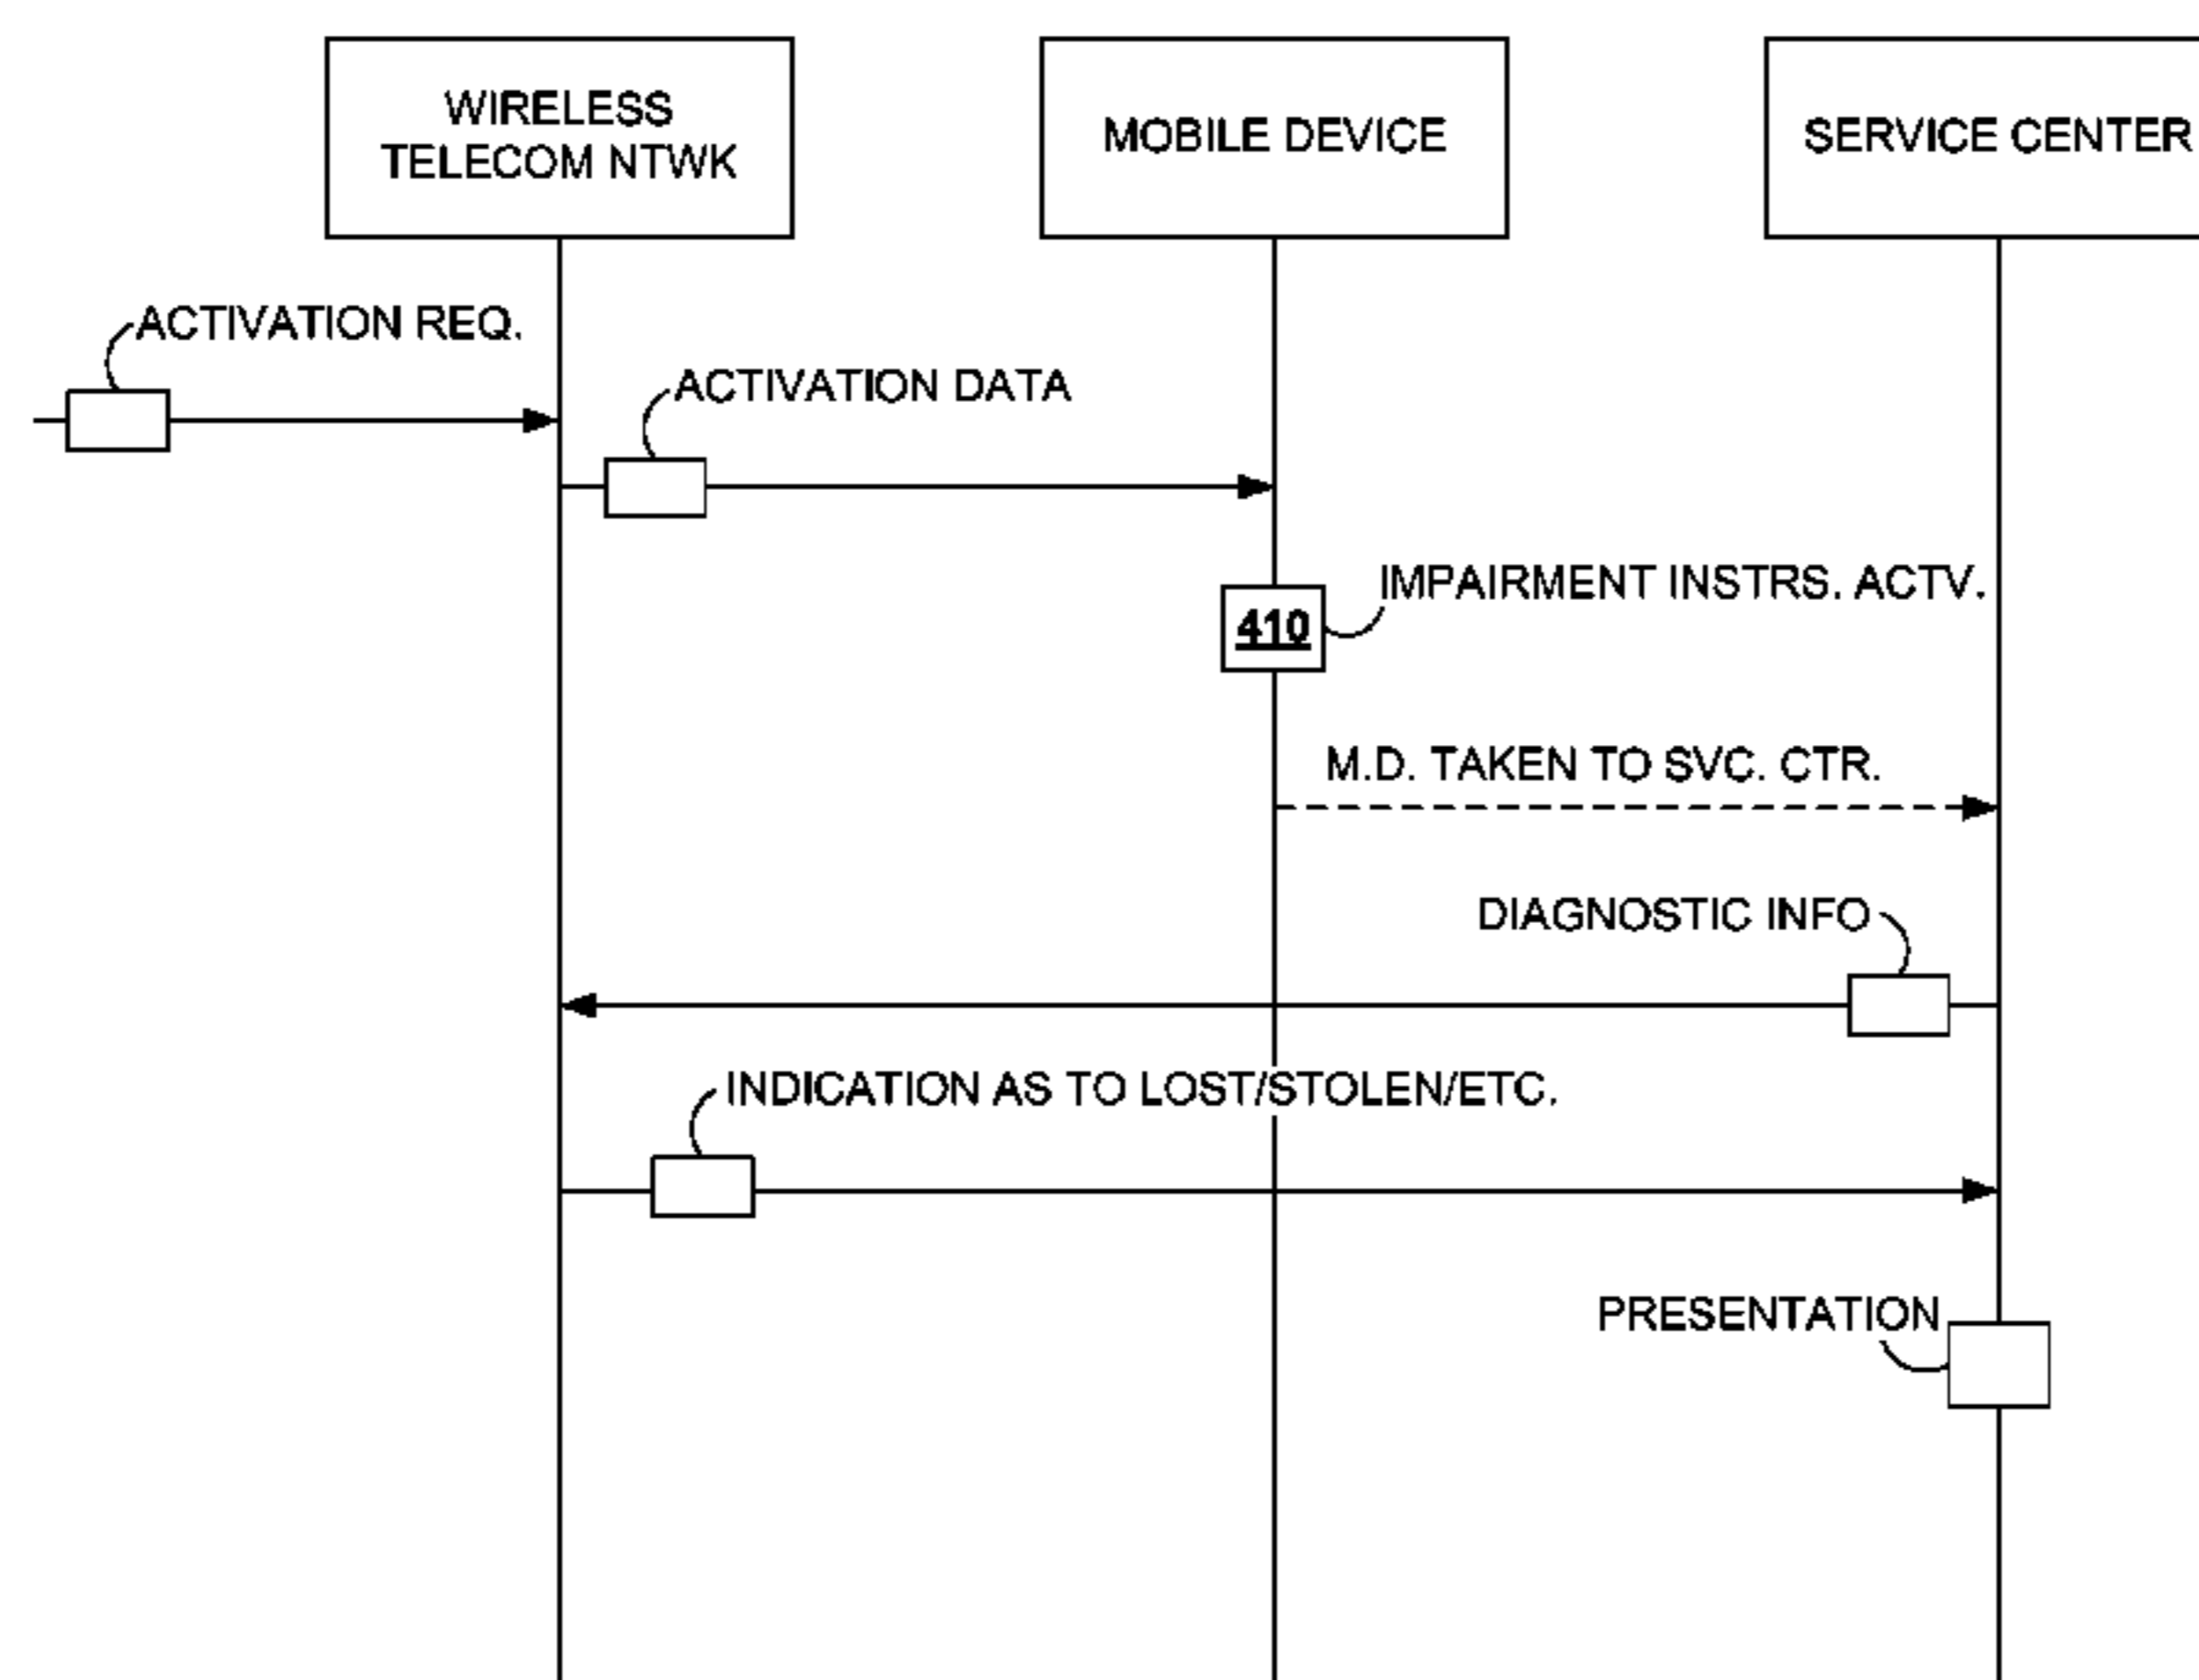 WIRELESS
TELECOM NTWK
MOBILE DEVICE
SERVICE CENTER
ACTIVATION REQ.
ACTIVATION DATA
IMPAIRMENT INSTRS. ACTV.
410
M.D. TAKEN TO SVC. CTR.
DIAGNOSTIC INFO
INDICATION AS TO LOST/STOLEN/ETC.
PRESENTATION